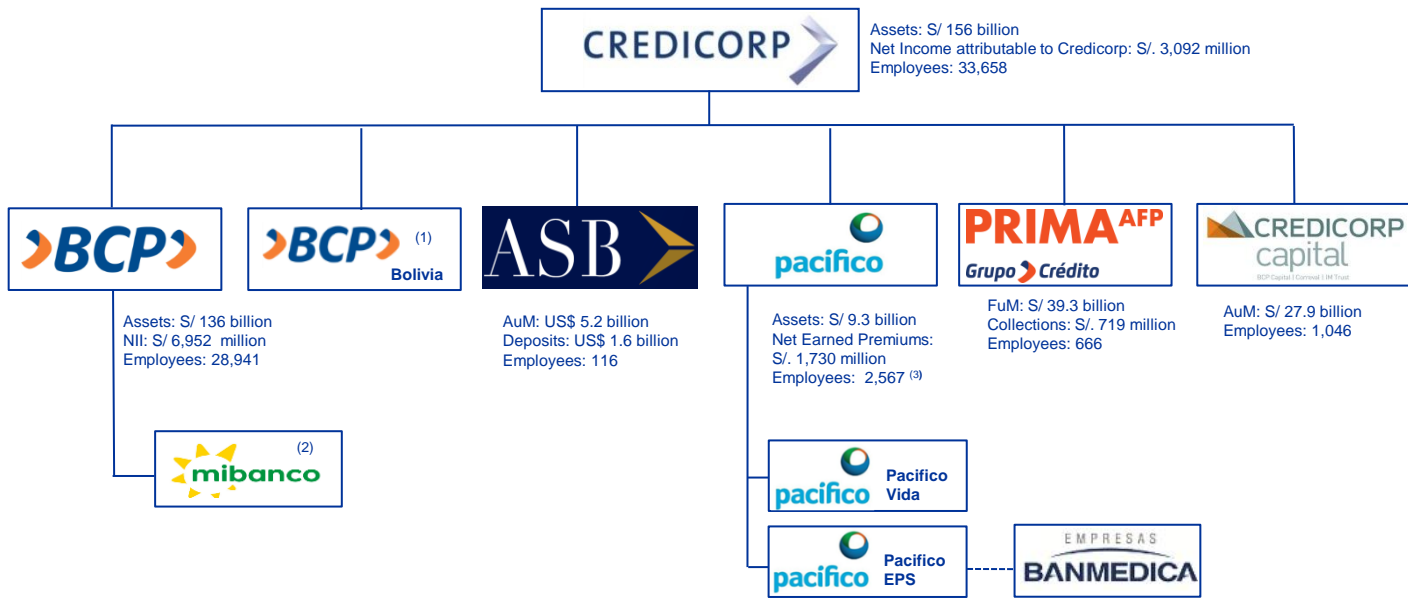 CREDICORP
Assets: S/ 156 billion
Net Income attributable to Credicorp: S/. 3,092 million
Employees: 33,658
BCP
BCP (1)
Bolivia
ASB
pacifico
PRIMA AFP
Grupo Crédito
CREDICORP
capital
BCP Capital | Correval | IM Trust
Assets: S/ 136 billion
NII: S/ 6,952 million
Employees: 28,941
AuM: US$ 5.2 billion
Deposits: US$ 1.6 billion
Employees: 116
Assets: S/ 9.3 billion
Net Earned Premiums:
S/. 1,730 million
Employees: 2,567 (3)
FuM: S/ 39.3 billion
Collections: S/. 719 million
Employees: 666
AuM: S/ 27.9 billion
Employees: 1,046
(2)
mibanco
pacifico
Pacifico
Vida
pacifico
Pacifico
EPS
EMPRESAS
BANMEDICA